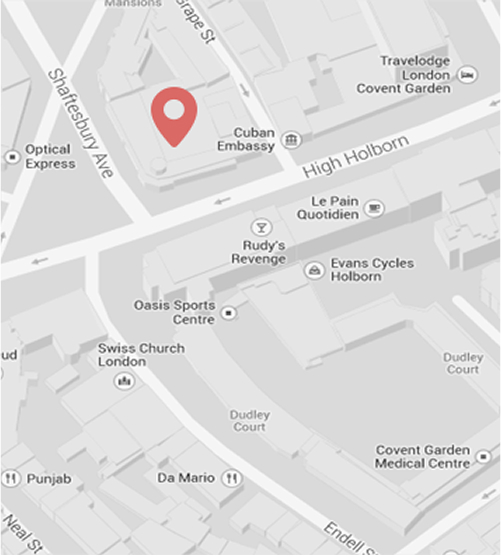 Mansions
Grape St
Travelodge
London
Covent Garden
Shaftesbury Ave
Cuban
Embassy
High Holborn
Optical
Express
Le Pain
Quotidien
Rudy's
Revenge
Evans Cycles
Holborn
Oasis Sports
Centre
Swiss Church
London
ud
Dudley
Court
Dudley
Court
Covent Garden
Medical Centre
Punjab
Da Mario
Neal St
Endell S